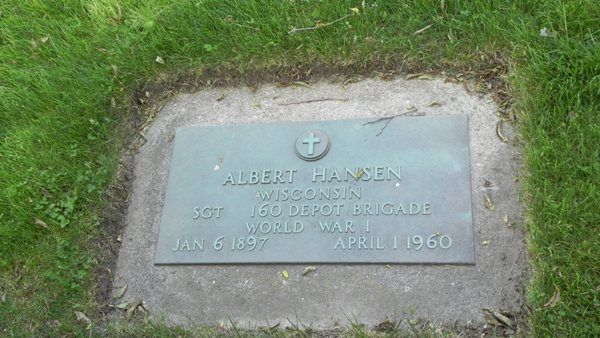 ALBERT HANSEN
WISCONSIN
SGT 160 DEPOT BRIGADE
WORLD WAR I
JAN 6 1897 APRIL 1 1960